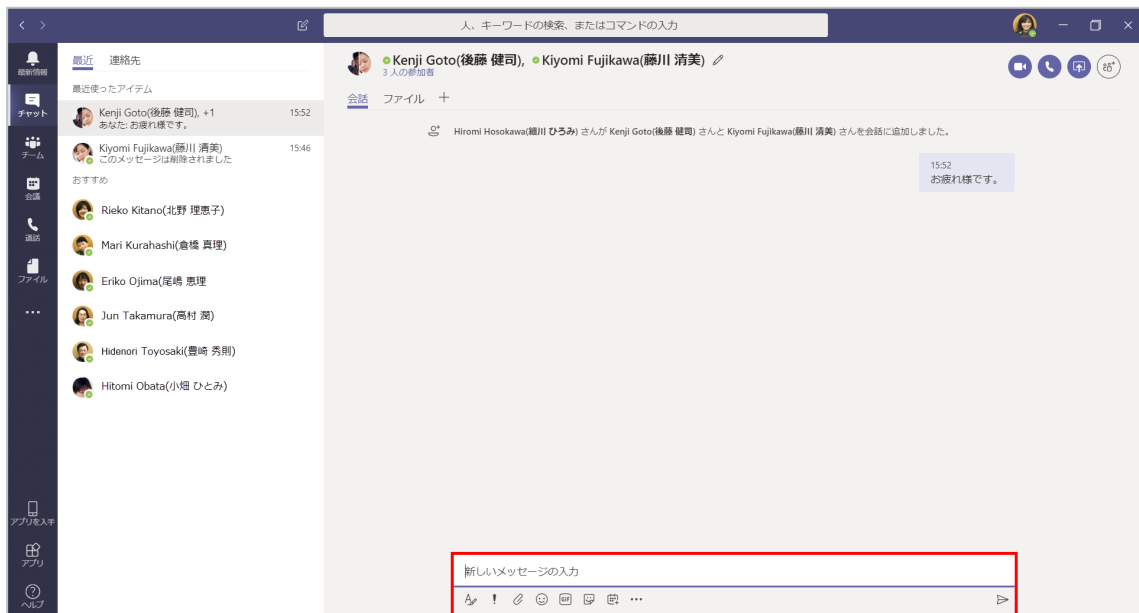 人、キーワードの検索、またはコマンドの入力
最新情報
チャット
チーム
会議
通話
ファイル
アプリを入手
アプリ
ヘルプ
最近 連絡先
最近使ったアイテム
Kenji Goto(後藤 健司), +1 15:52
あなた: お疲れ様です。
Kiyomi Fujikawa(藤川 清美) 15:46
このメッセージは削除されました
おすすめ
Rieko Kitano(北野 理恵子)
Mari Kurahashi(倉橋 真理)
Eriko Ojima(尾嶋 恵理
Jun Takamura(高村 潤)
Hidenori Toyosaki(豊崎 秀則)
Hitomi Obata(小畑 ひとみ)
Kenji Goto(後藤 健司), Kiyomi Fujikawa(藤川 清美)
3 人の参加者
会話 ファイル
Hiromi Hosokawa(細川 ひろみ) さんが Kenji Goto(後藤 健司) さんと Kiyomi Fujikawa(藤川 清美) さんを会話に追加しました。
15:52
お疲れ様です。
新しいメッセージの入力
GIF